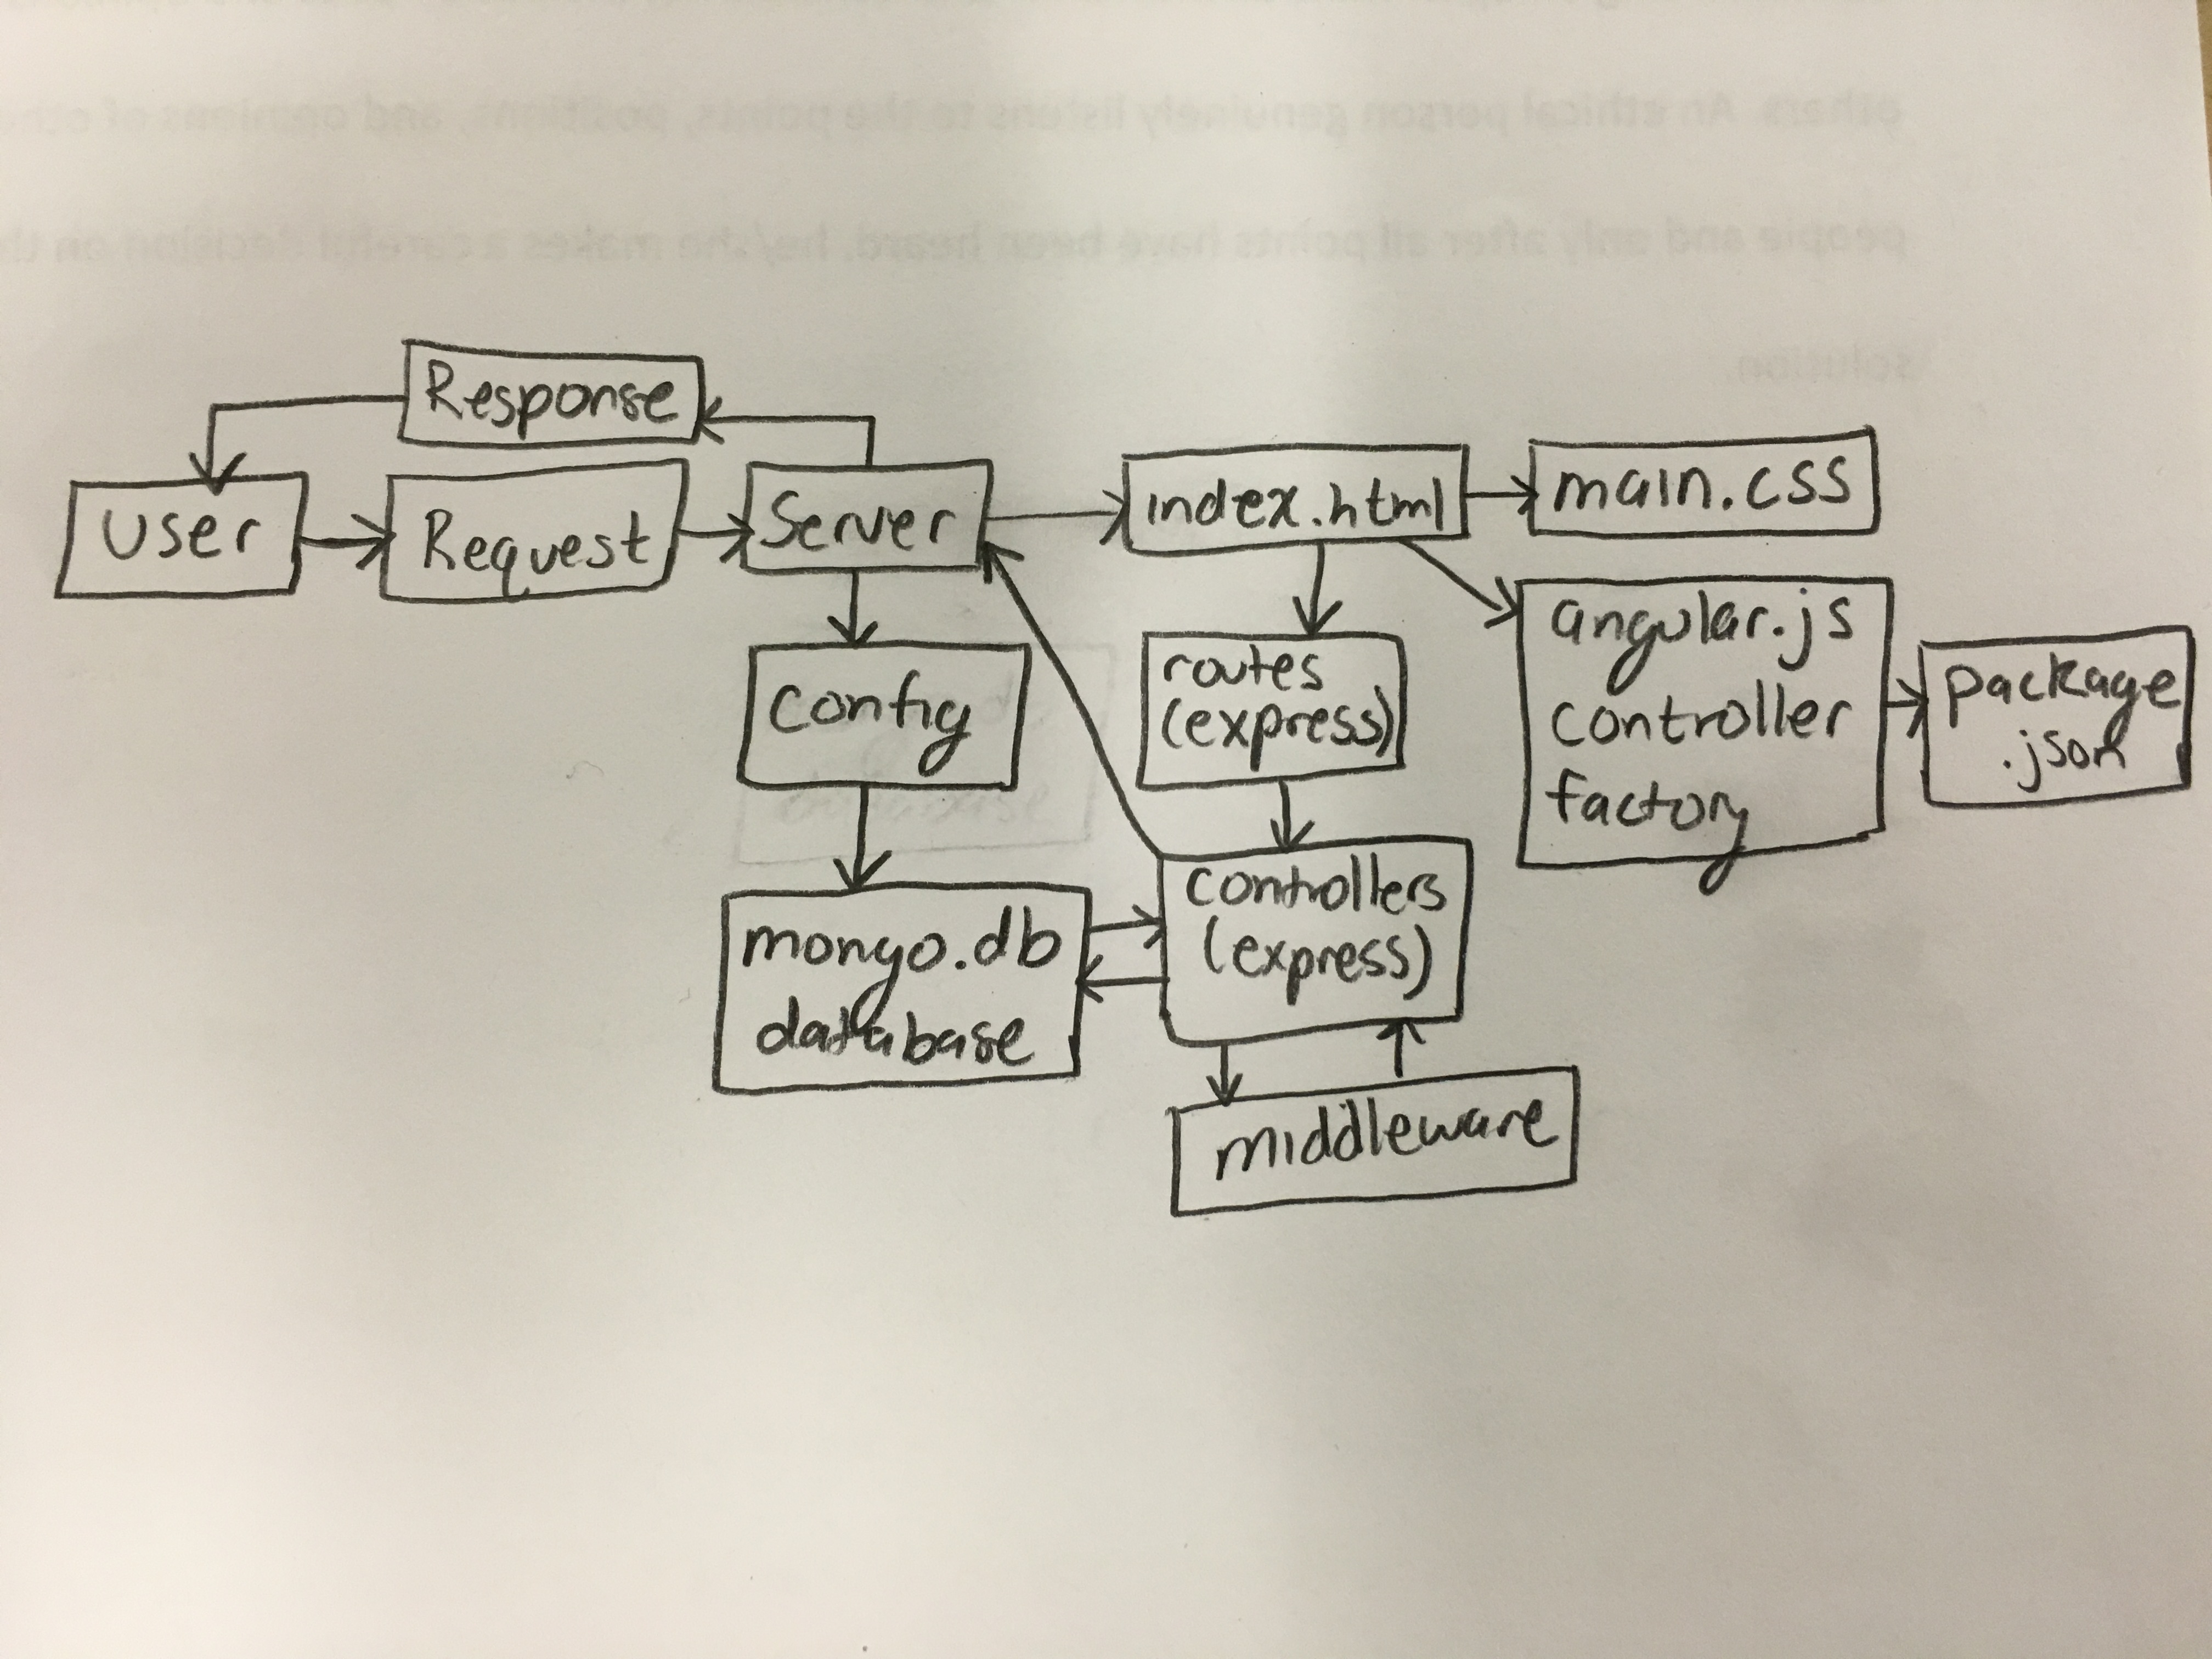 Response
User
Request
Server
index.html
main.css
config
routes
(express)
angular.js
controller
factory
package
.json
mongo.db
database
controllers
(express)
middleware